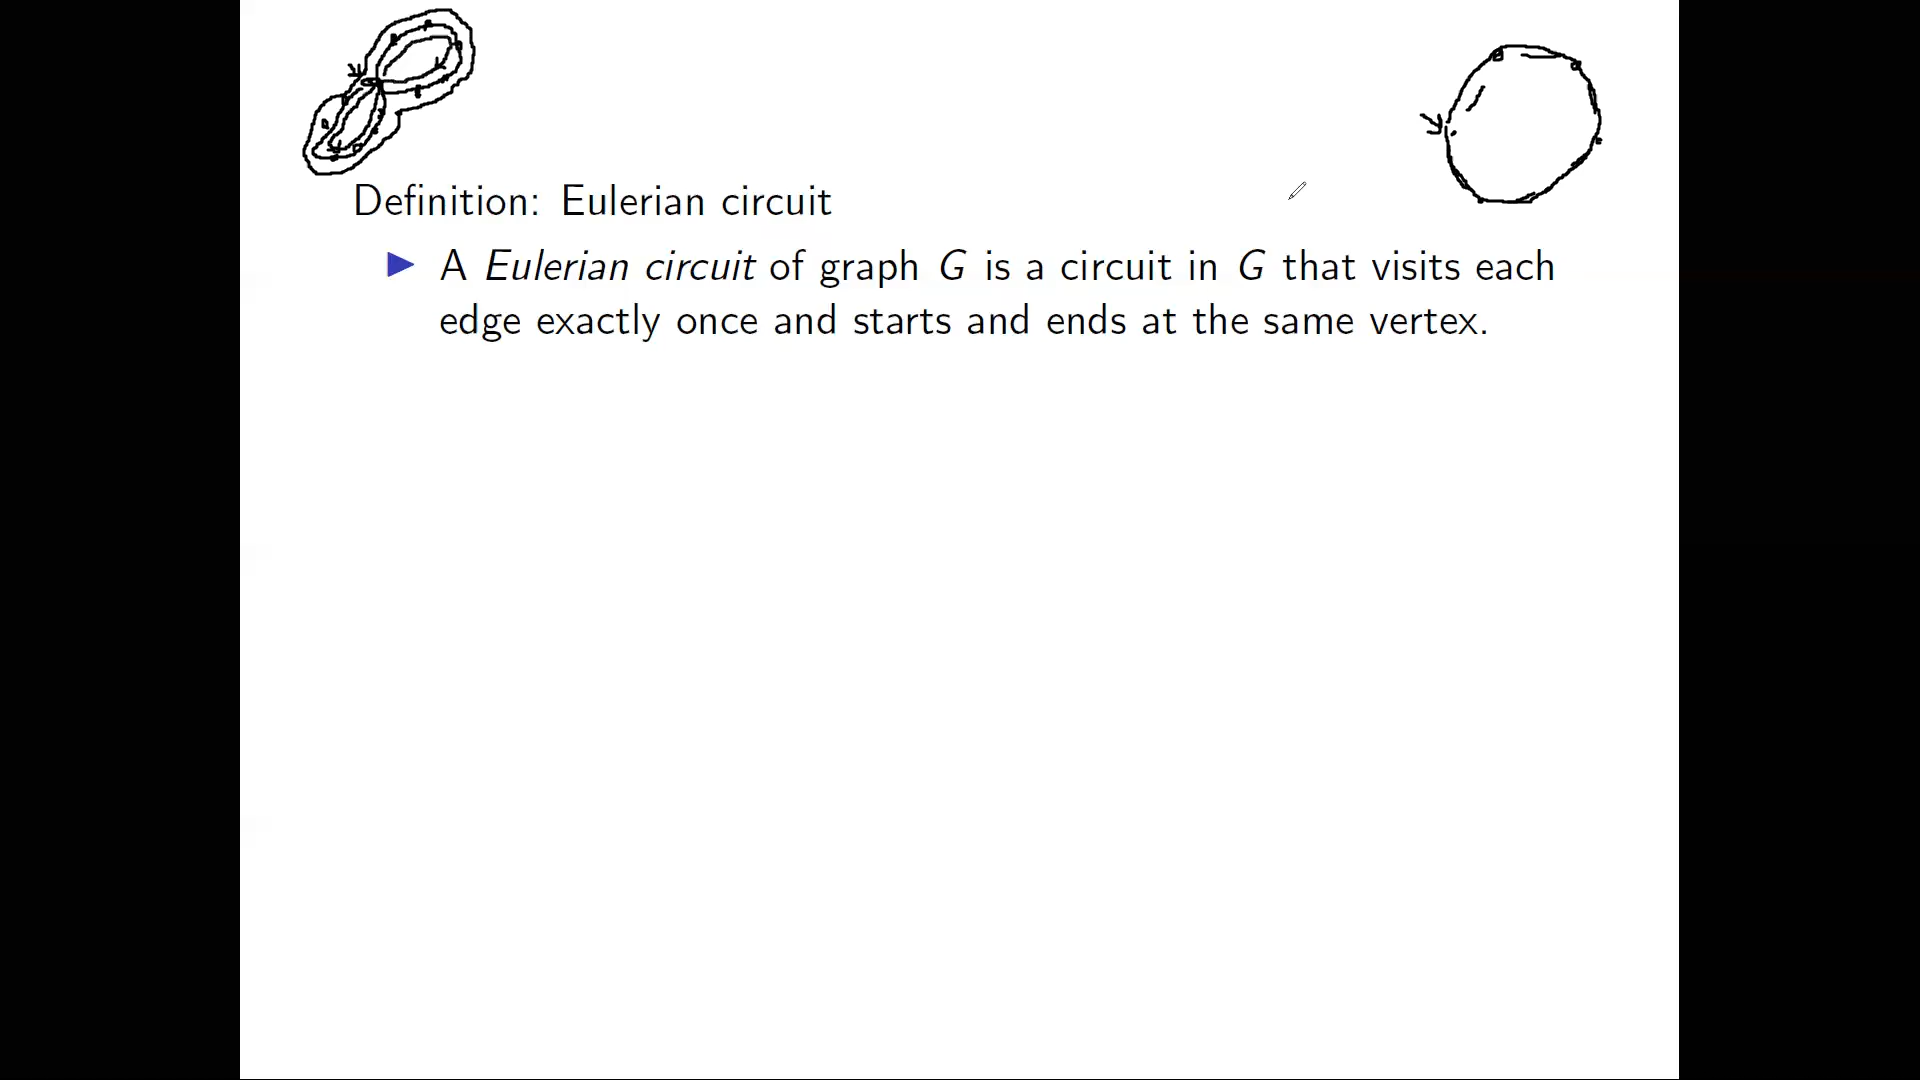 Definition: Eulerian circuit
A Eulerian circuit of graph G is a circuit in G that visits each
edge exactly once and starts and ends at the same vertex.